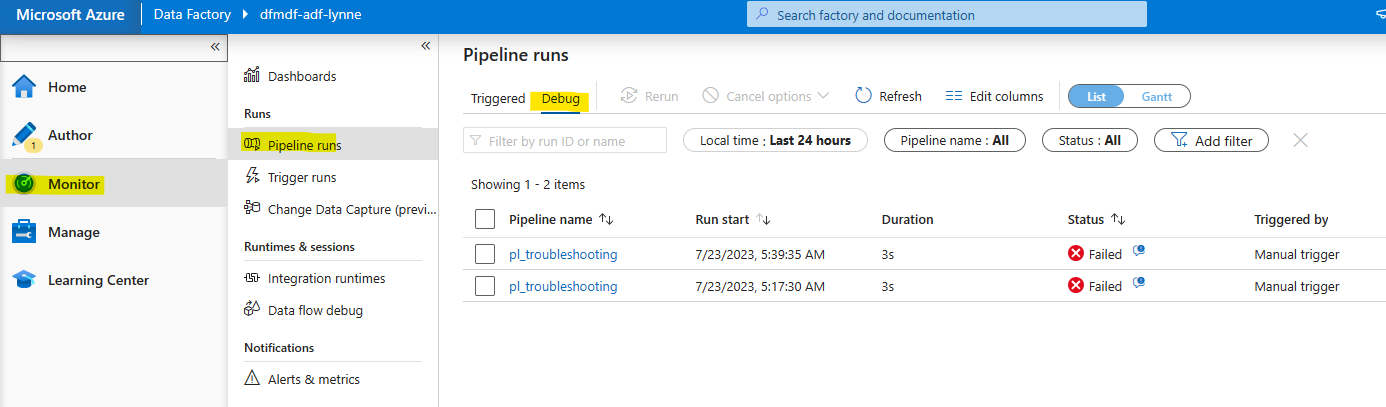 Microsoft Azure Data Factory dfmdf-adf-lynne Search factory and documentation
Home
Author
1
Monitor
Manage
Learning Center
Dashboards
Runs
Pipeline runs
Trigger runs
Change Data Capture (previ...
Runtimes & sessions
Integration runtimes
Data flow debug
Notifications
Alerts & metrics
Pipeline runs
Triggered Debug Rerun Cancel options Refresh Edit columns List Gantt
Filter by run ID or name Local time : Last 24 hours Pipeline name : All Status : All Add filter
Showing 1 - 2 items
Pipeline name Run start Duration Status Triggered by
pl_troubleshooting 7/23/2023, 5:39:35 AM 3s Failed Manual trigger
pl_troubleshooting 7/23/2023, 5:17:30 AM 3s Failed Manual trigger